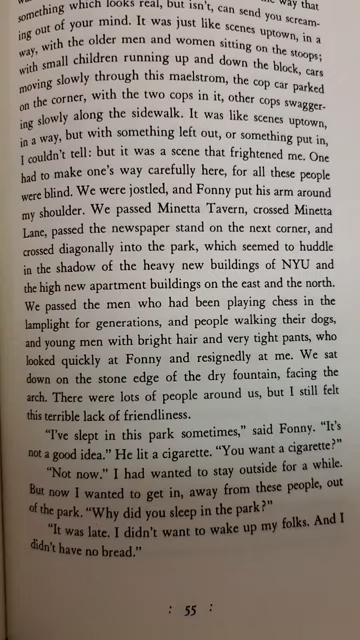 something which looks real, but isn't, can send you scream-
ing out of your mind. It was just like scenes uptown, in a
way, with the older men and women sitting on the stoops;
with small children running up and down the block, cars
moving slowly through this maelstrom, the cop car parked
on the corner, with the two cops in it, other cops swagger-
ing slowly along the sidewalk. It was like scenes uptown,
in a way, but with something left out, or something put in,
I couldn't tell: but it was a scene that frightened me. One
had to make one's way carefully here, for all these people
were blind. We were jostled, and Fonny put his arm around
my shoulder. We passed Minetta Tavern, crossed Minetta
Lane, passed the newspaper stand on the next corner, and
crossed diagonally into the park, which seemed to huddle
in the shadow of the heavy new buildings of NYU and
the high new apartment buildings on the east and the north.
We passed the men who had been playing chess in the
lamplight for generations, and people walking their dogs,
and young men with bright hair and very tight pants, who
looked quickly at Fonny and resignedly at me. We sat
down on the stone edge of the dry fountain, facing the
arch. There were lots of people around us, but I still felt
this terrible lack of friendliness.
"I've slept in this park sometimes," said Fonny. "It's
not a good idea." He lit a cigarette. "You want a cigarette?"
"Not now." I had wanted to stay outside for a while.
But now I wanted to get in, away from these people, out
of the park. "Why did you sleep in the park?"
"It was late. I didn't want to wake up my folks. And I
didn't have no bread."
: 55 :